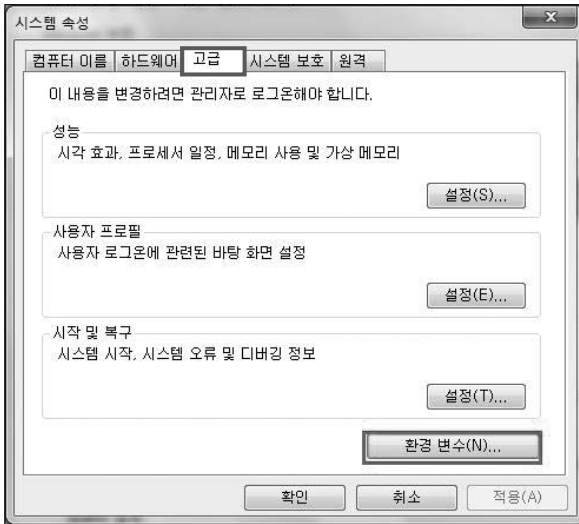 시스템 속성
컴퓨터 이름 하드웨어 고급 시스템 보호 원격
이 내용을 변경하려면 관리자로 로그온해야 합니다.
성능
시각 효과, 프로세서 일정, 메모리 사용 및 가상 메모리
설정(S)...
사용자 프로필
사용자 로그온에 관련된 바탕 화면 설정
설정(E)...
시작 및 복구
시스템 시작, 시스템 오류 및 디버깅 정보
설정(T)...
환경 변수(N)...
확인 취소 적용(A)